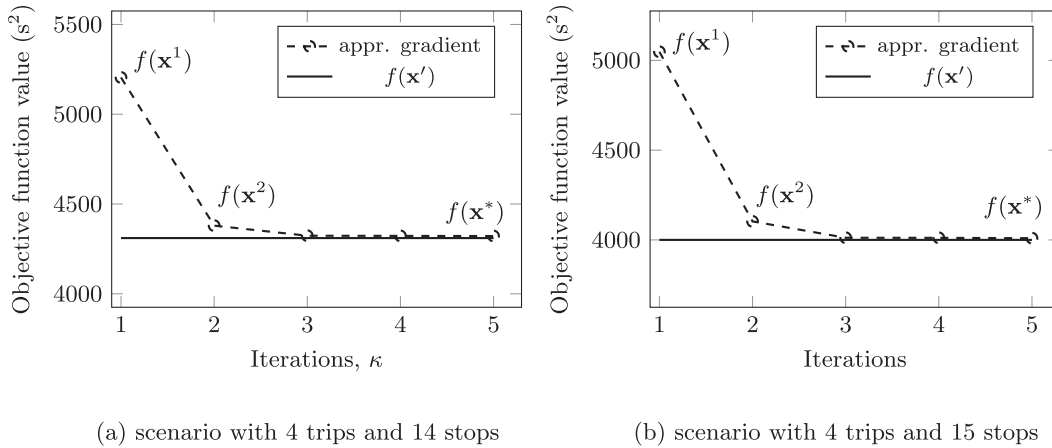 Objective function value (s²)
5500
5000
4500
4000
f(x¹)
f(x²)
f(x*)
appr. gradient
f(x′)
1 2 3 4 5
Iterations, κ
(a) scenario with 4 trips and 14 stops
Objective function value (s²)
5000
4500
4000
f(x¹)
f(x²)
f(x*)
appr. gradient
f(x′)
1 2 3 4 5
Iterations
(b) scenario with 4 trips and 15 stops